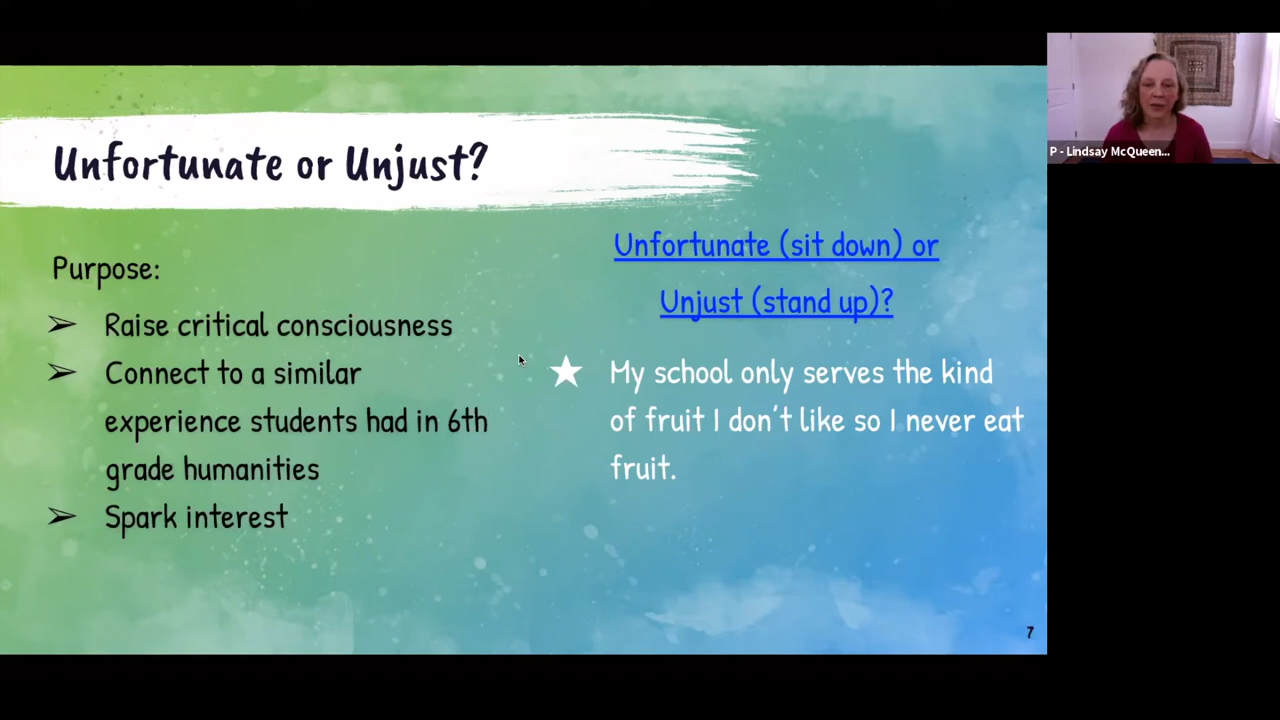 Unfortunate or Unjust?
Purpose:
➢ Raise critical consciousness
➢ Connect to a similar
experience students had in 6th
grade humanities
➢ Spark interest
Unfortunate (sit down) or
Unjust (stand up)?
★ My school only serves the kind
of fruit I don't like so I never eat
fruit.
7
P - Lindsay McQueen...